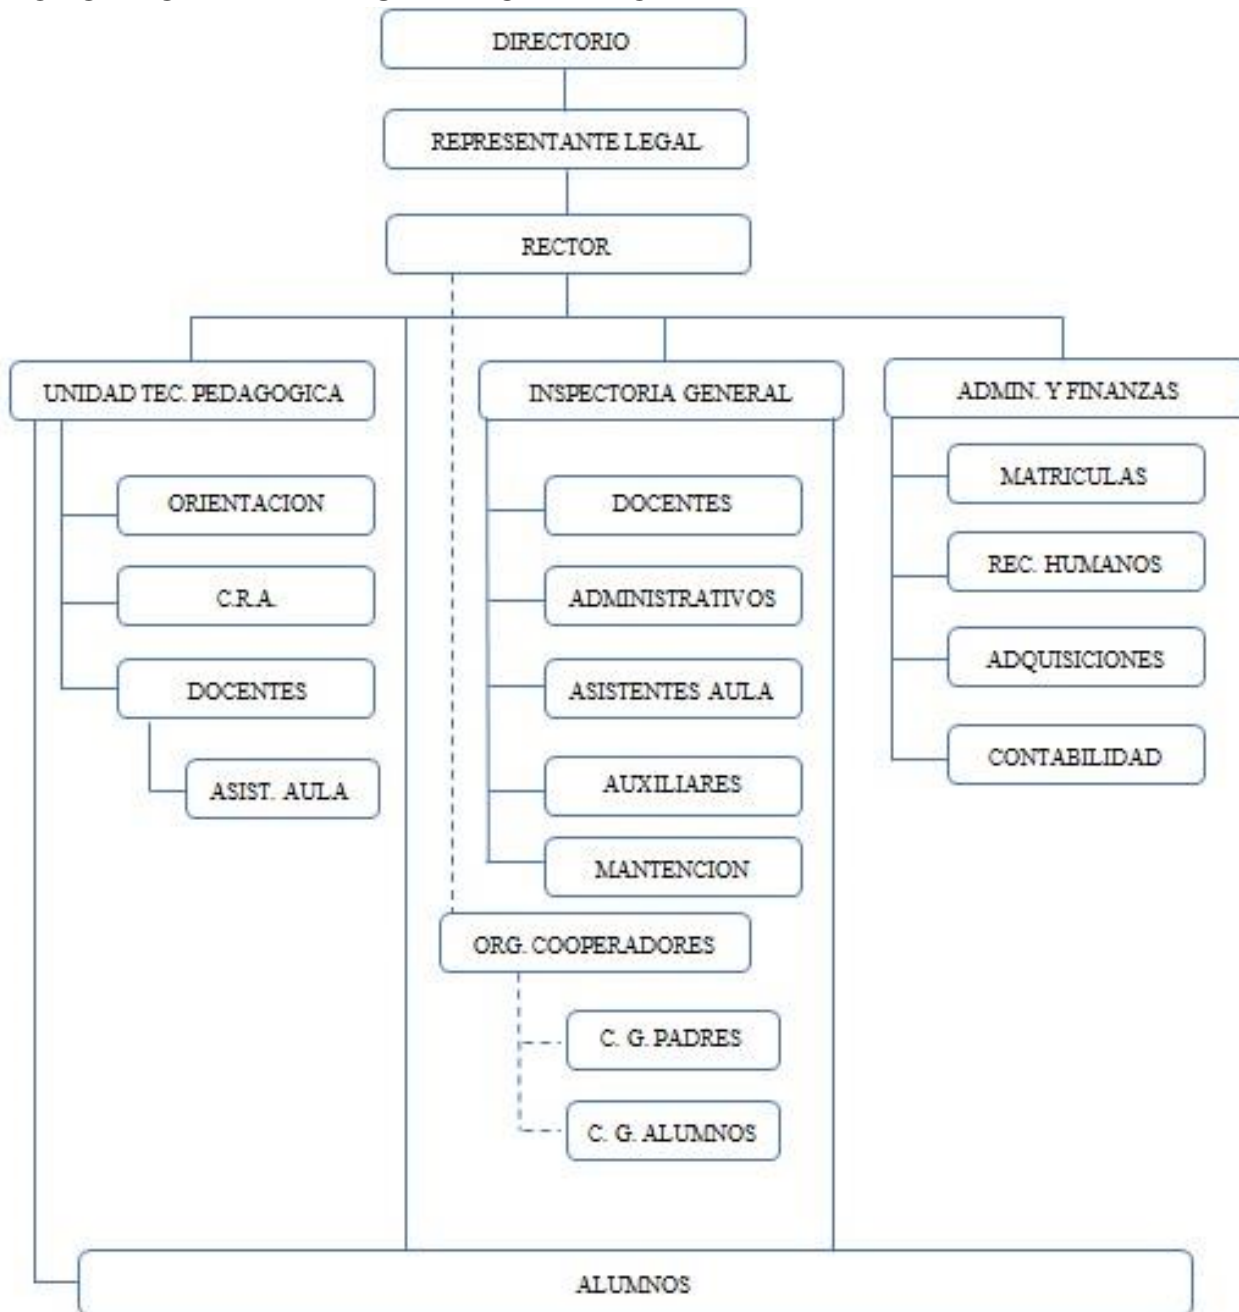 DIRECTORIO
REPRESENTANTE LEGAL
RECTOR
UNIDAD TEC. PEDAGOGICA
INSPECTORIA GENERAL
ADMIN. Y FINANZAS
ORIENTACION
C.R.A.
DOCENTES
ASIST. AULA
DOCENTES
ADMINISTRATIVOS
ASISTENTES AULA
AUXILIARES
MANTENCION
MATRICULAS
REC. HUMANOS
ADQUISICIONES
CONTABILIDAD
ORG. COOPERADORES
C. G. PADRES
C. G. ALUMNOS
ALUMNOS